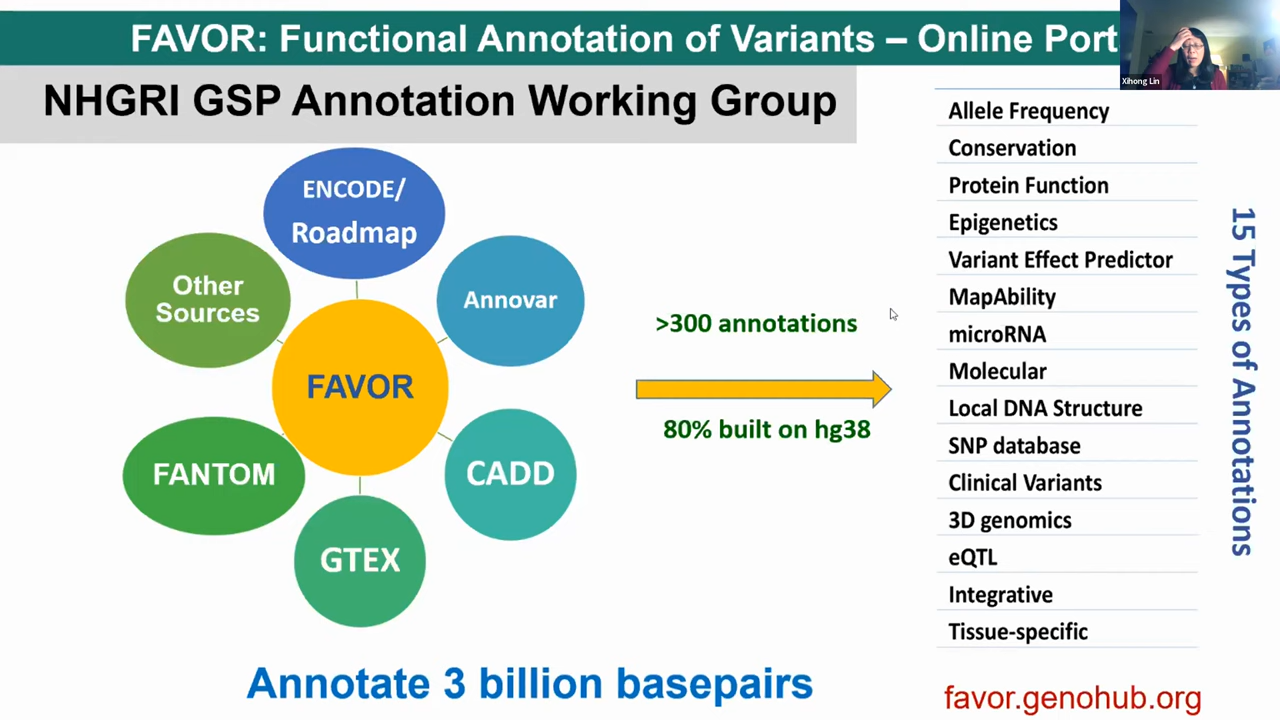 FAVOR: Functional Annotation of Variants – Online Port
Xihong Lin
NHGRI GSP Annotation Working Group
ENCODE/
Roadmap
Other
Sources
Annovar
FAVOR
FANTOM
CADD
GTEX
>300 annotations
80% built on hg38
Allele Frequency
Conservation
Protein Function
Epigenetics
Variant Effect Predictor
MapAbility
microRNA
Molecular
Local DNA Structure
SNP database
Clinical Variants
3D genomics
eQTL
Integrative
Tissue-specific
15 Types of Annotations
Annotate 3 billion basepairs
favor.genohub.org